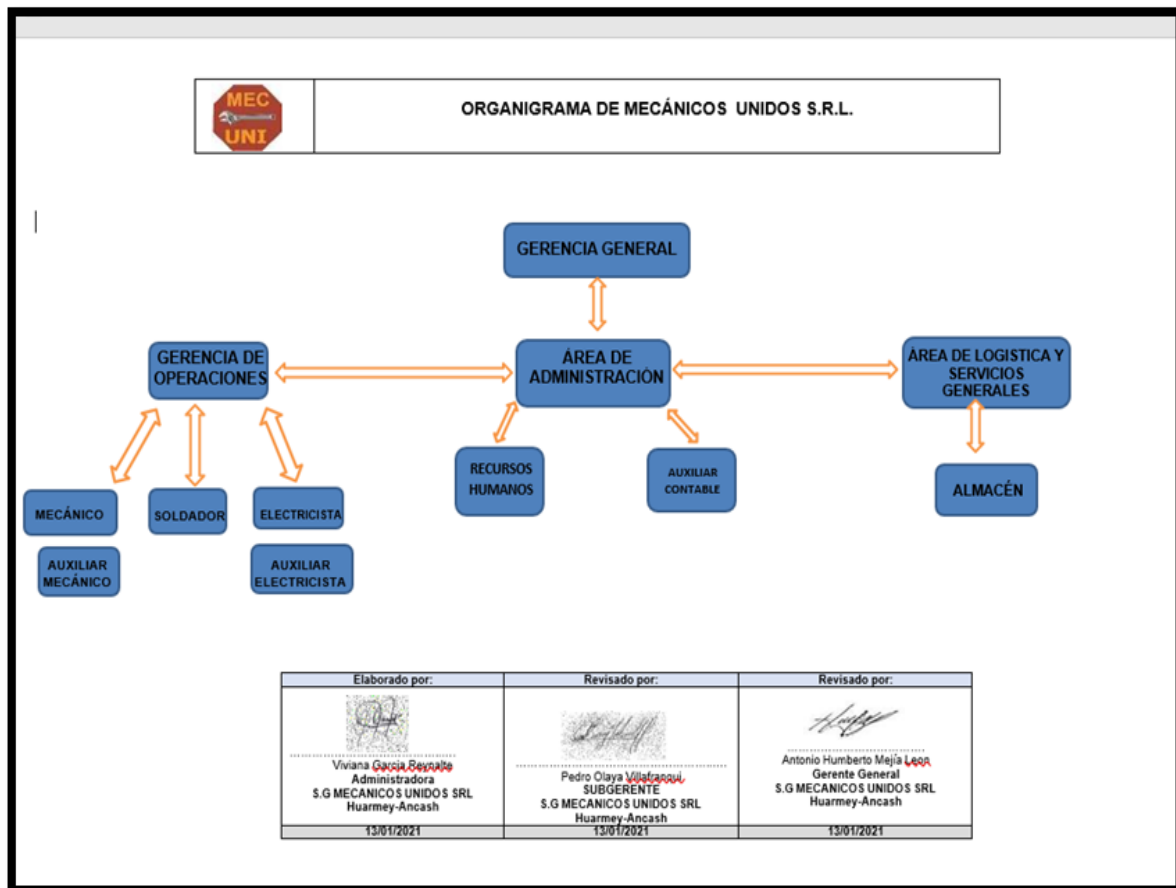 MEC
UNI
ORGANIGRAMA DE MECÁNICOS UNIDOS S.R.L.
GERENCIA GENERAL
GERENCIA DE
OPERACIONES
ÁREA DE
ADMINISTRACIÓN
ÁREA DE LOGISTICA Y
SERVICIOS
GENERALES
MECÁNICO
SOLDADOR
ELECTRICISTA
AUXILIAR
MECÁNICO
AUXILIAR
ELECTRICISTA
RECURSOS
HUMANOS
AUXILIAR
CONTABLE
ALMACÉN
Elaborado por:
Viviana Garcia Reynalte
Administradora
S.G MECANICOS UNIDOS SRL
Huarmey-Ancash
13/01/2021
Revisado por:
Pedro Olaya Villafranqui.
SUBGERENTE
S.G MECANICOS UNIDOS SRL
Huarmey-Ancash
13/01/2021
Revisado por:
Antonio Humberto Mejía Leon
Gerente General
S.G MECANICOS UNIDOS SRL
Huarmey-Ancash